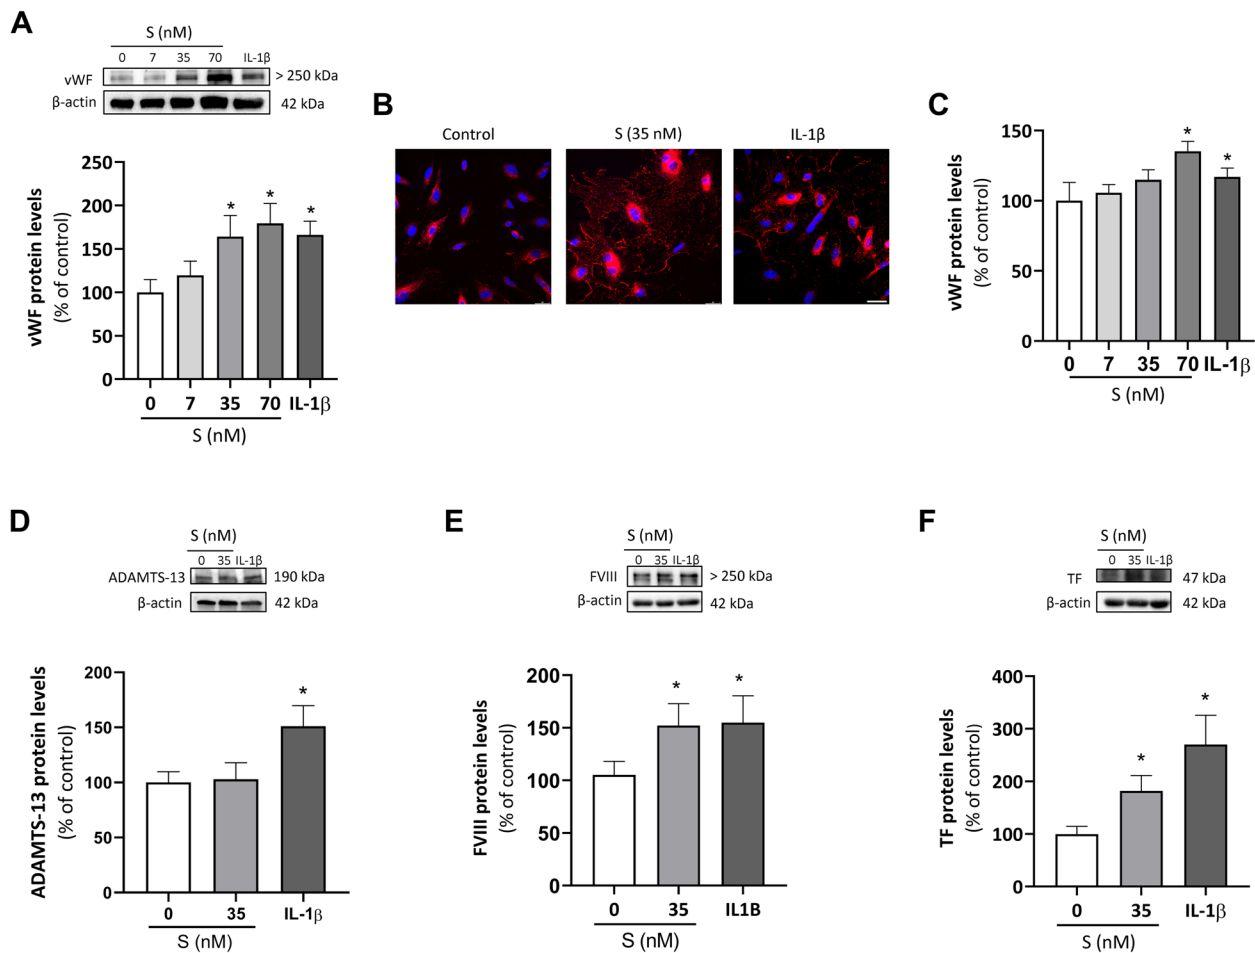 A
S (nM)
0 7 35 70 IL-1β
vWF > 250 kDa
β-actin 42 kDa
vWF protein levels
(% of control)
250
200
150
100
50
0
* * *
0 7 35 70 IL-1β
S (nM)
B
Control S (35 nM) IL-1β
C
vWF protein levels
(% of control)
150
100
50
0
* *
0 7 35 70 IL-1β
S (nM)
D
S (nM)
0 35 IL-1β
ADAMTS-13 190 kDa
β-actin 42 kDa
ADAMTS-13 protein levels
(% of control)
200
150
100
50
0
*
0 35 IL-1β
S (nM)
E
S (nM)
0 35 IL-1β
FVIII > 250 kDa
β-actin 42 kDa
FVIII protein levels
(% of control)
200
150
100
50
0
* *
0 35 IL1B
S (nM)
F
S (nM)
0 35 IL-1β
TF 47 kDa
β-actin 42 kDa
TF protein levels
(% of control)
400
300
200
100
0
* *
0 35 IL-1β
S (nM)